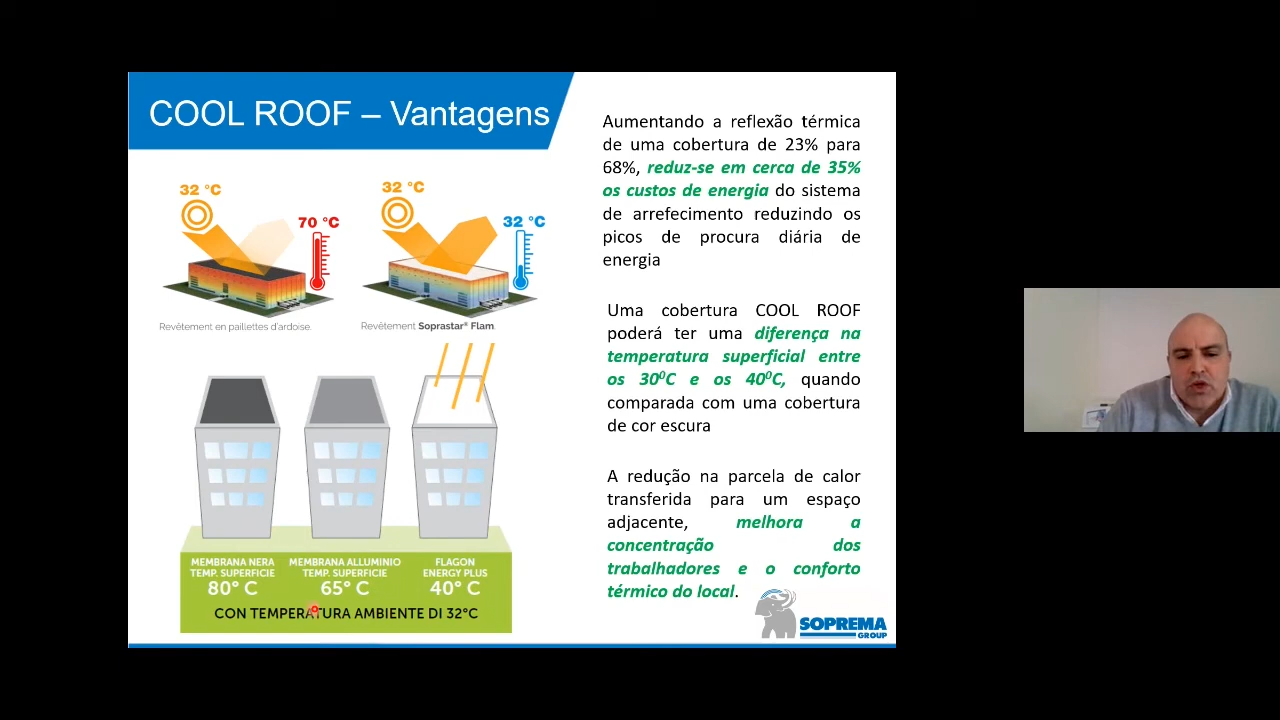 COOL ROOF – Vantagens
32 °C
70 °C
Revêtement en paillettes d'ardoise.
32 °C
32 °C
Revêtement Soprastar® Flam.
MEMBRANA NERA
TEMP. SUPERFICIE
80° C
MEMBRANA ALLUMINIO
TEMP. SUPERFICIE
65° C
FLAGON
ENERGY PLUS
40° C
CON TEMPERATURA AMBIENTE DI 32°C
Aumentando a reflexão térmica
de uma cobertura de 23% para
68%, reduz-se em cerca de 35%
os custos de energia do sistema
de arrefecimento reduzindo os
picos de procura diária de
energia
Uma cobertura COOL ROOF
poderá ter uma diferença na
temperatura superficial entre
os 30⁰C e os 40⁰C, quando
comparada com uma cobertura
de cor escura
A redução na parcela de calor
transferida para um espaço
adjacente, melhora a
concentração dos
trabalhadores e o conforto
térmico do local.
SOPREMA
GROUP